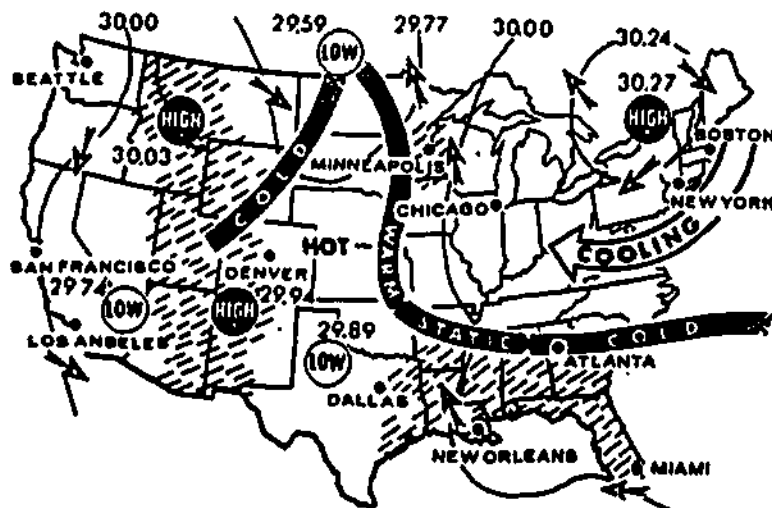 30.00
29.59
LOW
29.77
30.00
30.24
SEATTLE
HIGH
30.27
HIGH
30.03
BOSTON
COLD
MINNEAPOLIS
NEW YORK
CHICAGO
COOLING
HOT
WARM
SAN FRANCISCO
DENVER
29.74
LOW
HIGH
29.94
LOS ANGELES
29.89
LOW
STATIC
COLD
ATLANTA
DALLAS
NEW ORLEANS
MIAMI